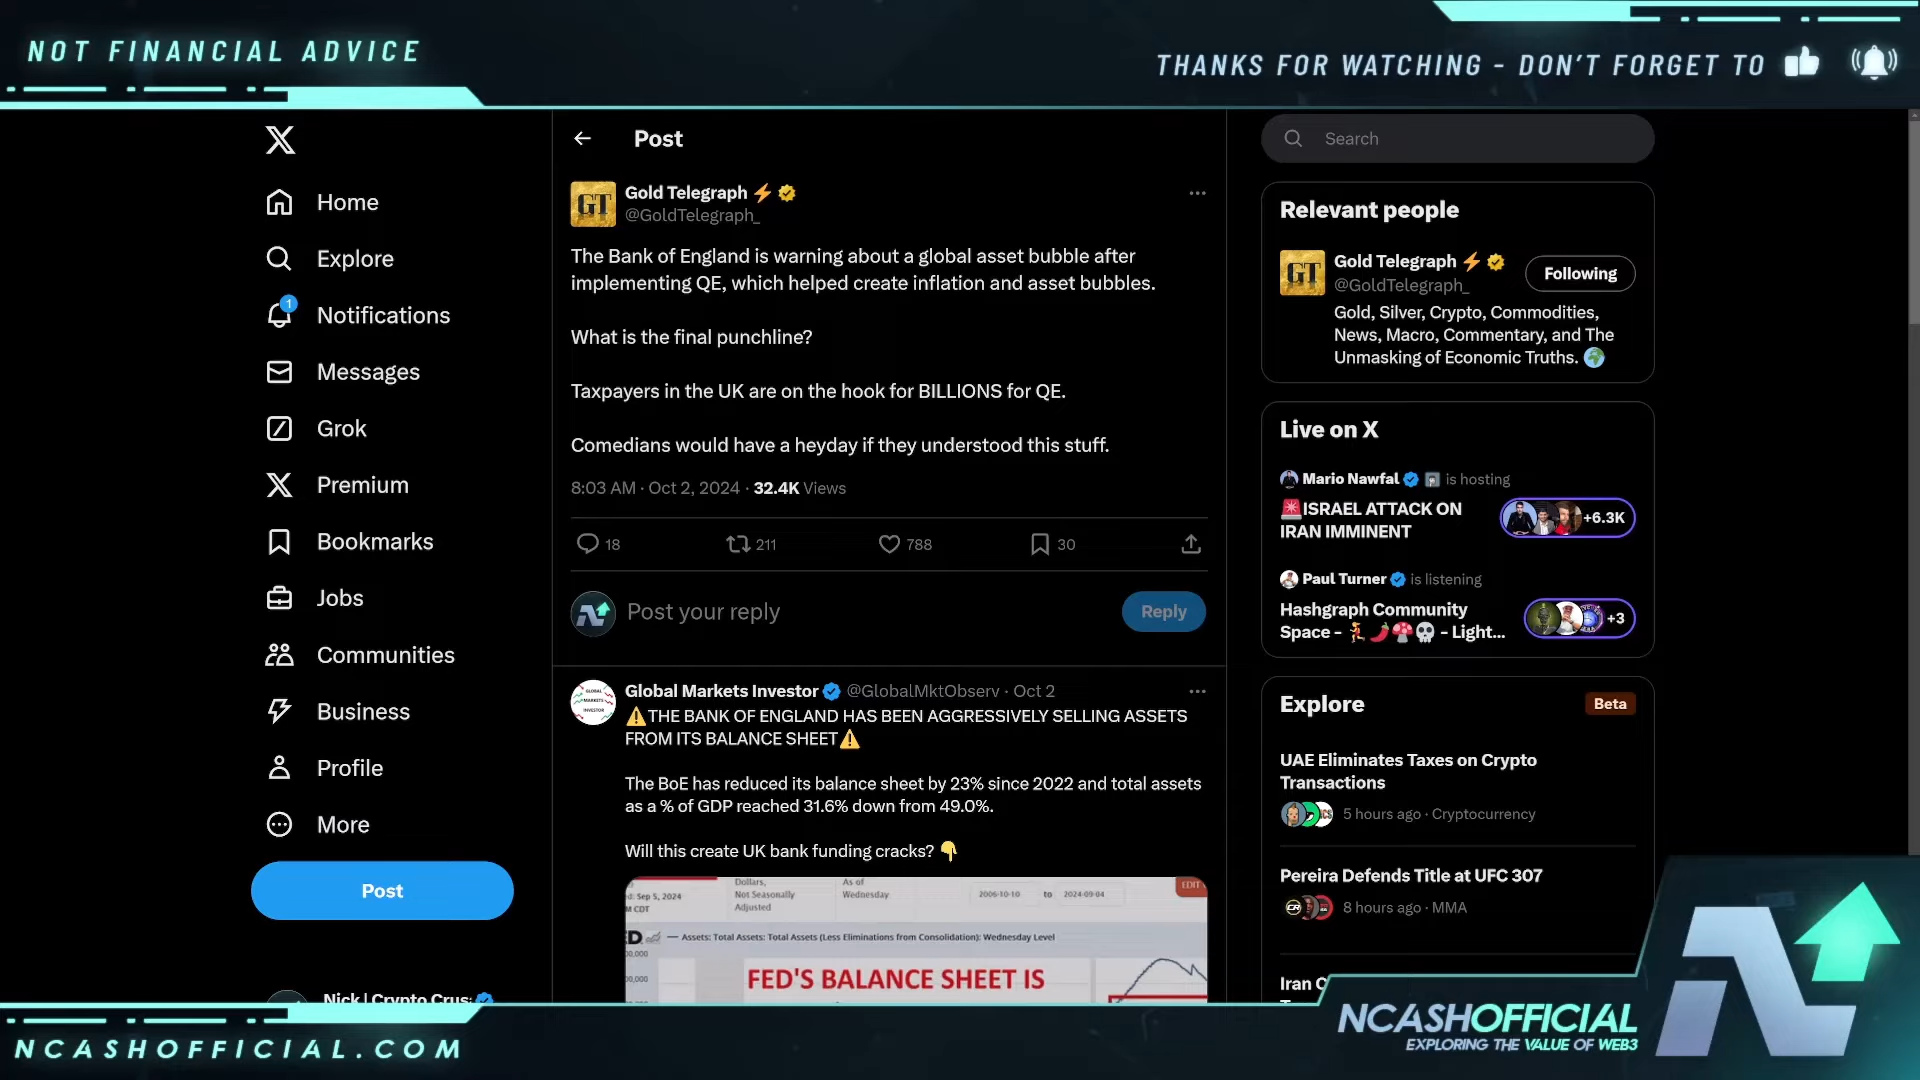 NOT FINANCIAL ADVICE
THANKS FOR WATCHING - DON'T FORGET TO
X
Home
Explore
1
Notifications
Messages
Grok
Premium
Bookmarks
Jobs
Communities
Business
Profile
More
Post
Nick | Crypto Crus
Post
GT
Gold Telegraph ⚡
@GoldTelegraph_
The Bank of England is warning about a global asset bubble after
implementing QE, which helped create inflation and asset bubbles.
What is the final punchline?
Taxpayers in the UK are on the hook for BILLIONS for QE.
Comedians would have a heyday if they understood this stuff.
8:03 AM · Oct 2, 2024 · 32.4K Views
18 211 788 30
Post your reply
Reply
GLOBAL
MARKETS
INVESTOR
Global Markets Investor @GlobalMktObserv · Oct 2
⚠️THE BANK OF ENGLAND HAS BEEN AGGRESSIVELY SELLING ASSETS
FROM ITS BALANCE SHEET⚠️
The BoE has reduced its balance sheet by 23% since 2022 and total assets
as a % of GDP reached 31.6% down from 49.0%.
Will this create UK bank funding cracks? 👇
d: Sep 5, 2024
M CDT
Dollars,
Not Seasonally
Adjusted
As of
Wednesday
2006-10-10 to 2024-09-04
EDIT
— Assets: Total Assets: Total Assets (Less Eliminations from Consolidation): Wednesday Level
FED'S BALANCE SHEET IS
Search
Relevant people
GT
Gold Telegraph ⚡
@GoldTelegraph_
Following
Gold, Silver, Crypto, Commodities,
News, Macro, Commentary, and The
Unmasking of Economic Truths. 🌍
Live on X
Mario Nawfal is hosting
🚨ISRAEL ATTACK ON
IRAN IMMINENT
+6.3K
Paul Turner is listening
Hashgraph Community
Space - 🏃🌶️🍄💀 - Light...
+3
Explore
Beta
UAE Eliminates Taxes on Crypto
Transactions
5 hours ago · Cryptocurrency
Pereira Defends Title at UFC 307
8 hours ago · MMA
Iran
NCASHOFFICIAL.COM
NCASHOFFICIAL
EXPLORING THE VALUE OF WEB3